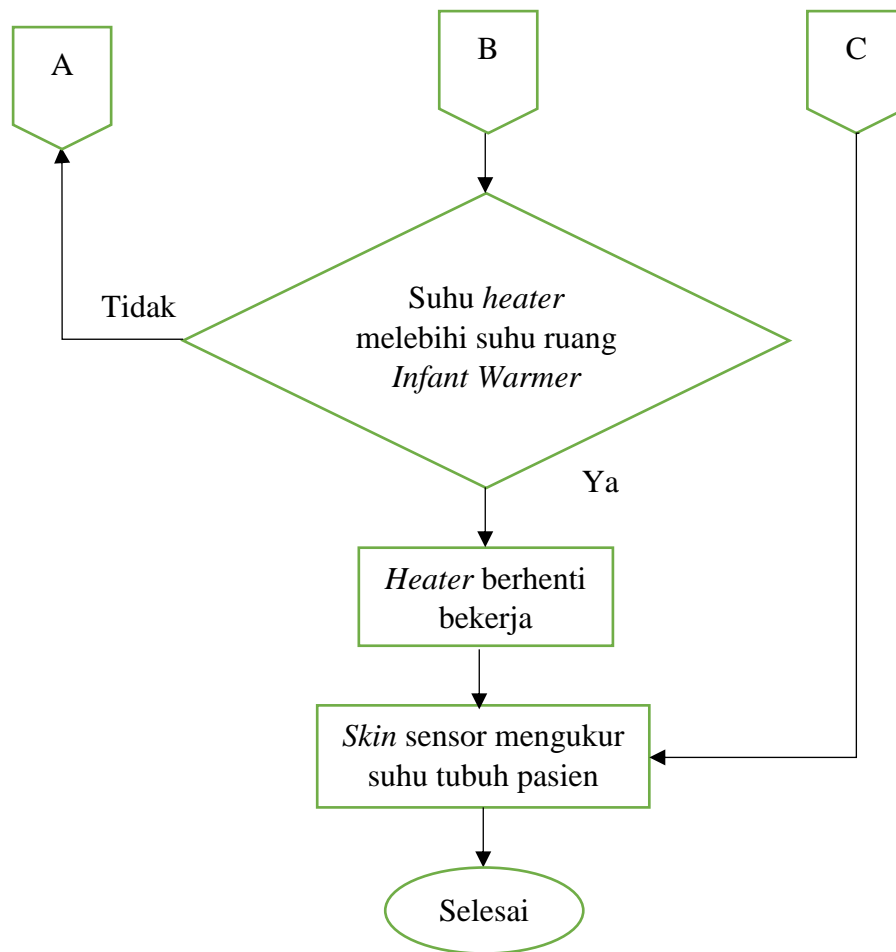 A
B
C
Tidak
Suhu heater
melebihi suhu ruang
Infant Warmer
Ya
Heater berhenti
bekerja
Skin sensor mengukur
suhu tubuh pasien
Selesai